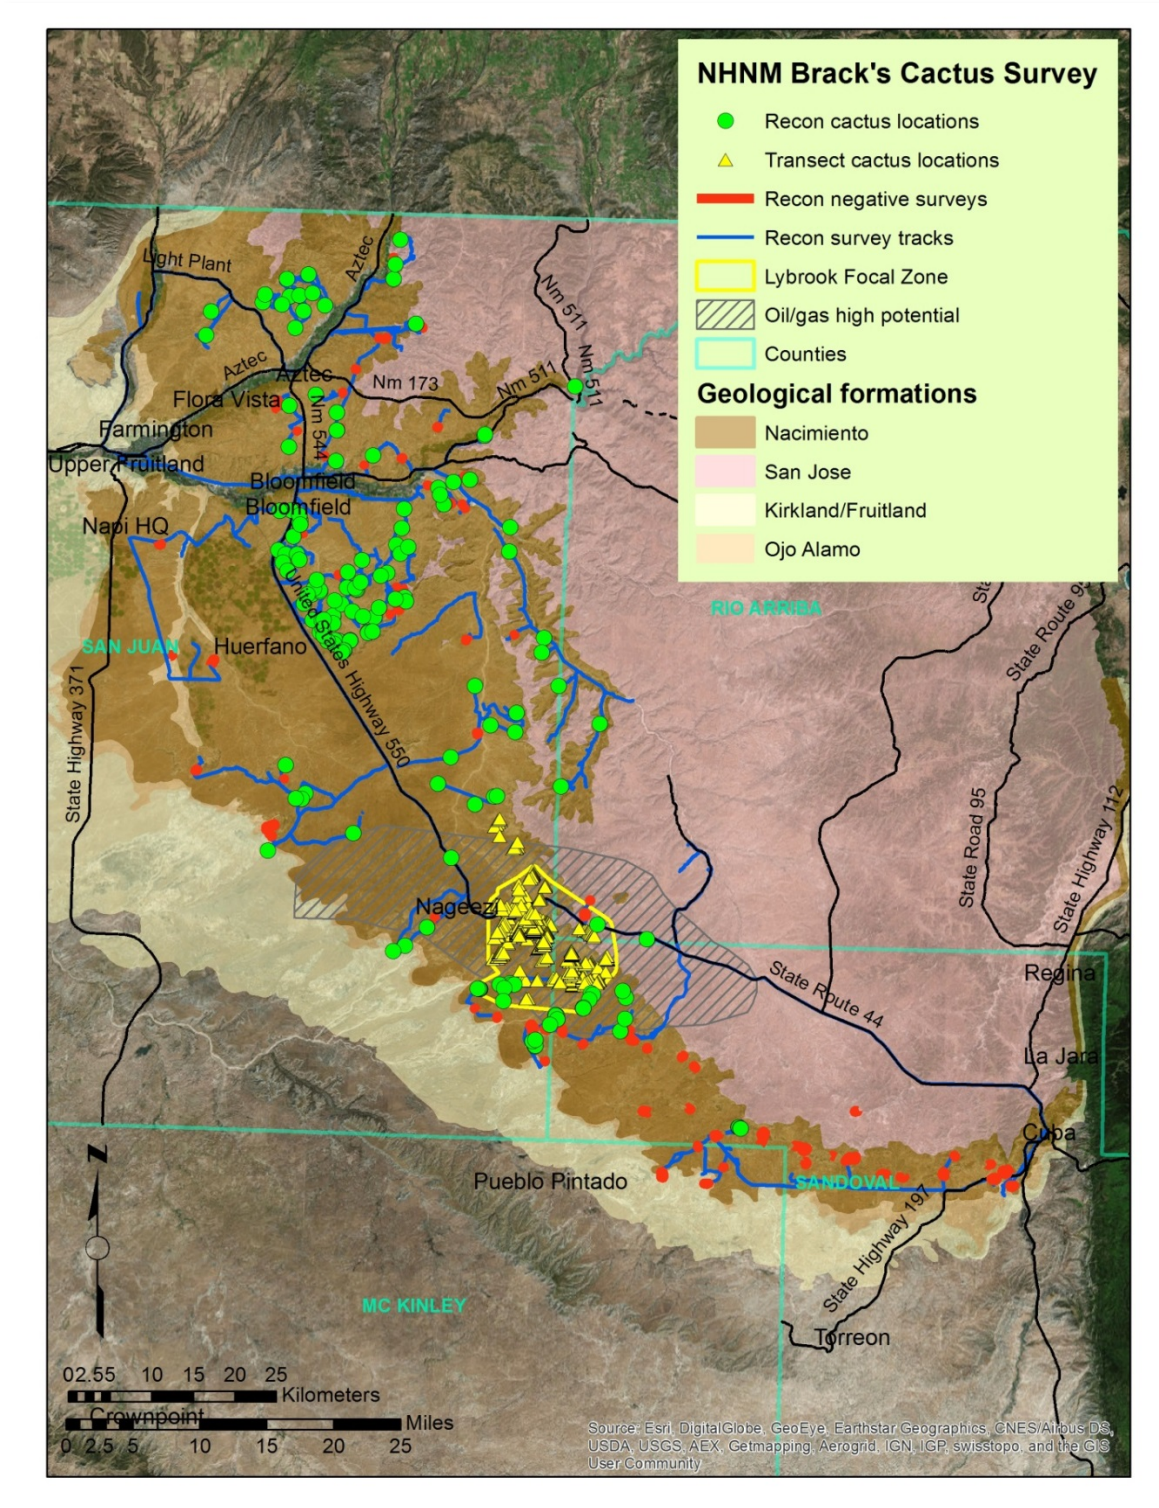 NHNM Brack's Cactus Survey
Recon cactus locations
Transect cactus locations
Recon negative surveys
Recon survey tracks
Lybrook Focal Zone
Oil/gas high potential
Counties
Geological formations
Nacimiento
San Jose
Kirkland/Fruitland
Ojo Alamo
Light Plant
Aztec
Nm 511
Nm 511
Aztec
Aztec
Nm 173
Nm 511
Flora Vista
Nm 544
Farmington
Upper Fruitland
Bloomfield
Bloomfield
Napi HQ
United States Highway 550
State Route 95
RIO ARRIBA
SAN JUAN
Huerfano
State Highway 371
State Road 95
State Highway 112
Nageezi
Regina
State Route 44
La Jara
Cuba
Pueblo Pintado
SANDOVAL
State Highway 197
N
MC KINLEY
Torreon
02.55 10 15 20 25
Kilometers
Crownpoint
Miles
0 2.5 5 10 15 20 25
Source: Esri, DigitalGlobe, GeoEye, Earthstar Geographics, CNES/Airbus DS,
USDA, USGS, AEX, Getmapping, Aerogrid, IGN, IGP, swisstopo, and the GIS
User Community